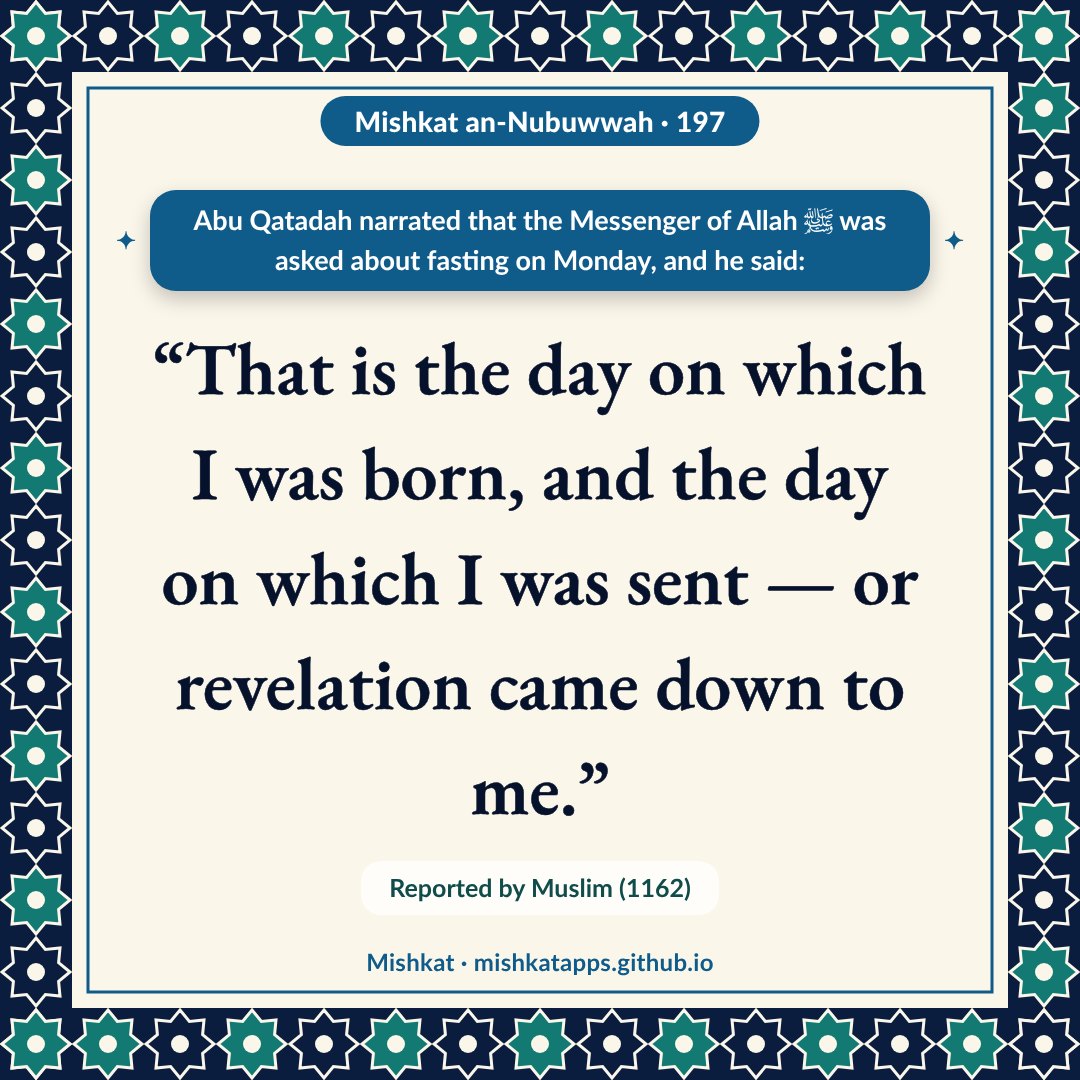 Mishkat an-Nubuwwah · 197
Abu Qatadah narrated that the Messenger of Allah ﷺ was
asked about fasting on Monday, and he said:
“That is the day on which
I was born, and the day
on which I was sent — or
revelation came down to
me.”
Reported by Muslim (1162)
Mishkat · mishkatapps.github.io